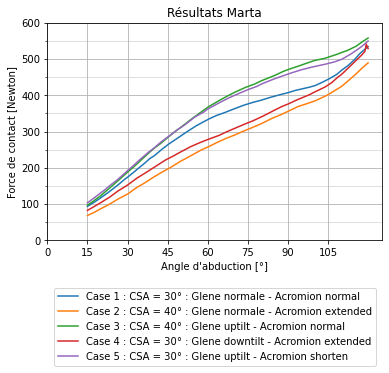 Résultats Marta
600
500
400
300
200
100
0
Force de contact [Newton]
0 15 30 45 60 75 90 105
Angle d'abduction [°]
Case 1 : CSA = 30° : Glene normale - Acromion normal
Case 2 : CSA = 40° : Glene normale - Acromion extended
Case 3 : CSA = 40° : Glene uptilt - Acromion normal
Case 4 : CSA = 30° : Glene downtilt - Acromion extended
Case 5 : CSA = 30° : Glene uptilt - Acromion shorten